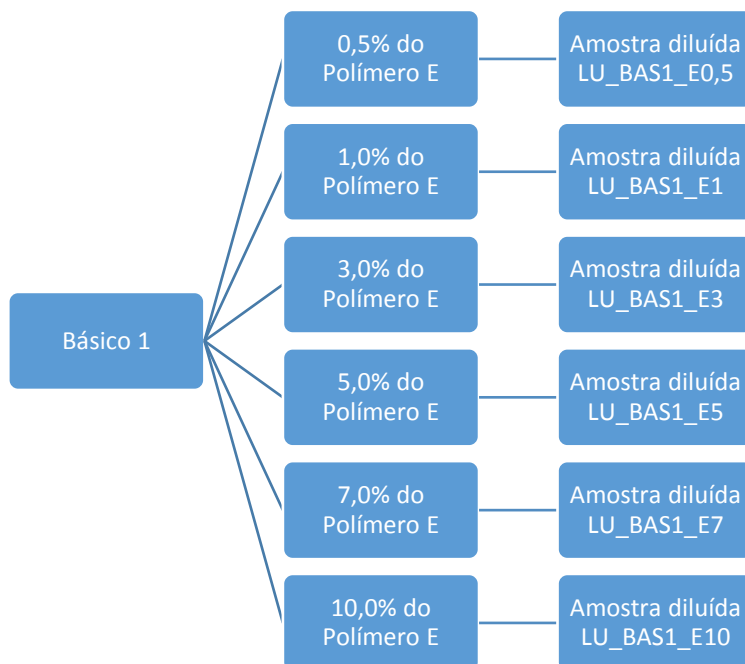 0,5% do
Polímero E
Amostra diluída
LU_BAS1_E0,5
1,0% do
Polímero E
Amostra diluída
LU_BAS1_E1
3,0% do
Polímero E
Amostra diluída
LU_BAS1_E3
Básico 1
5,0% do
Polímero E
Amostra diluída
LU_BAS1_E5
7,0% do
Polímero E
Amostra diluída
LU_BAS1_E7
10,0% do
Polímero E
Amostra diluída
LU_BAS1_E10